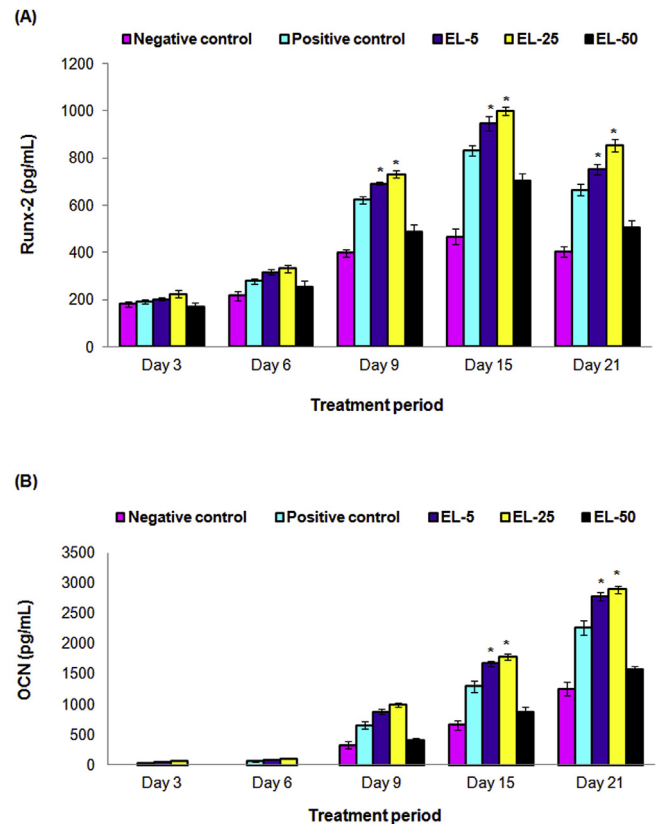 (A)
Negative control Positive control EL-5 EL-25 EL-50
1200
1000
800
600
400
200
0
Runx-2 (pg/mL)
* *
* *
* *
Day 3 Day 6 Day 9 Day 15 Day 21
Treatment period
(B)
Negative control Positive control EL-5 EL-25 EL-50
3500
3000
2500
2000
1500
1000
500
0
OCN (pg/mL)
* *
* *
Day 3 Day 6 Day 9 Day 15 Day 21
Treatment period